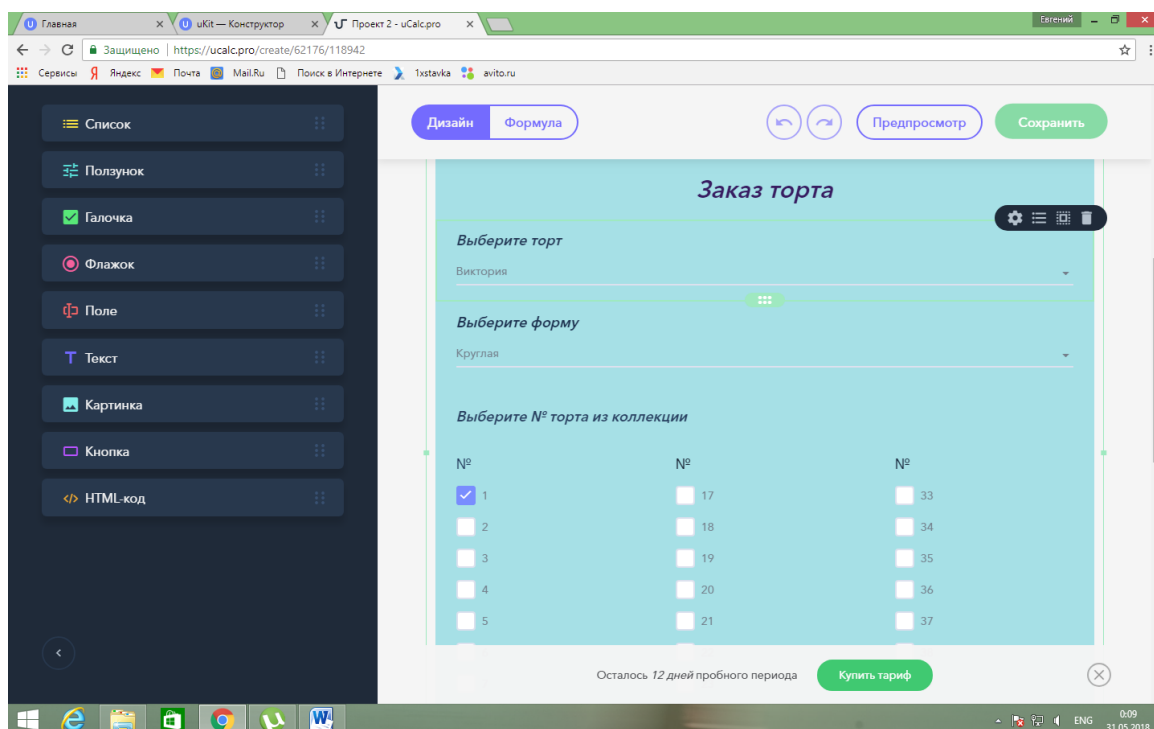 Главная
uKit — Конструктор
Проект 2 - uCalc.pro
Евгений
Защищено | https://ucalc.pro/create/62176/118942
Сервисы Яндекс Почта Mail.Ru Поиск в Интернете 1xstavka avito.ru
Список
Ползунок
Галочка
Флажок
Поле
Текст
Картинка
Кнопка
HTML-код
Дизайн Формула Предпросмотр Сохранить
Заказ торта
Выберите торт
Виктория
Выберите форму
Круглая
Выберите № торта из коллекции
№ № №
1 17 33
2 18 34
3 19 35
4 20 36
5 21 37
Осталось 12 дней пробного периода Купить тариф
ENG 0:09
31.05.2018